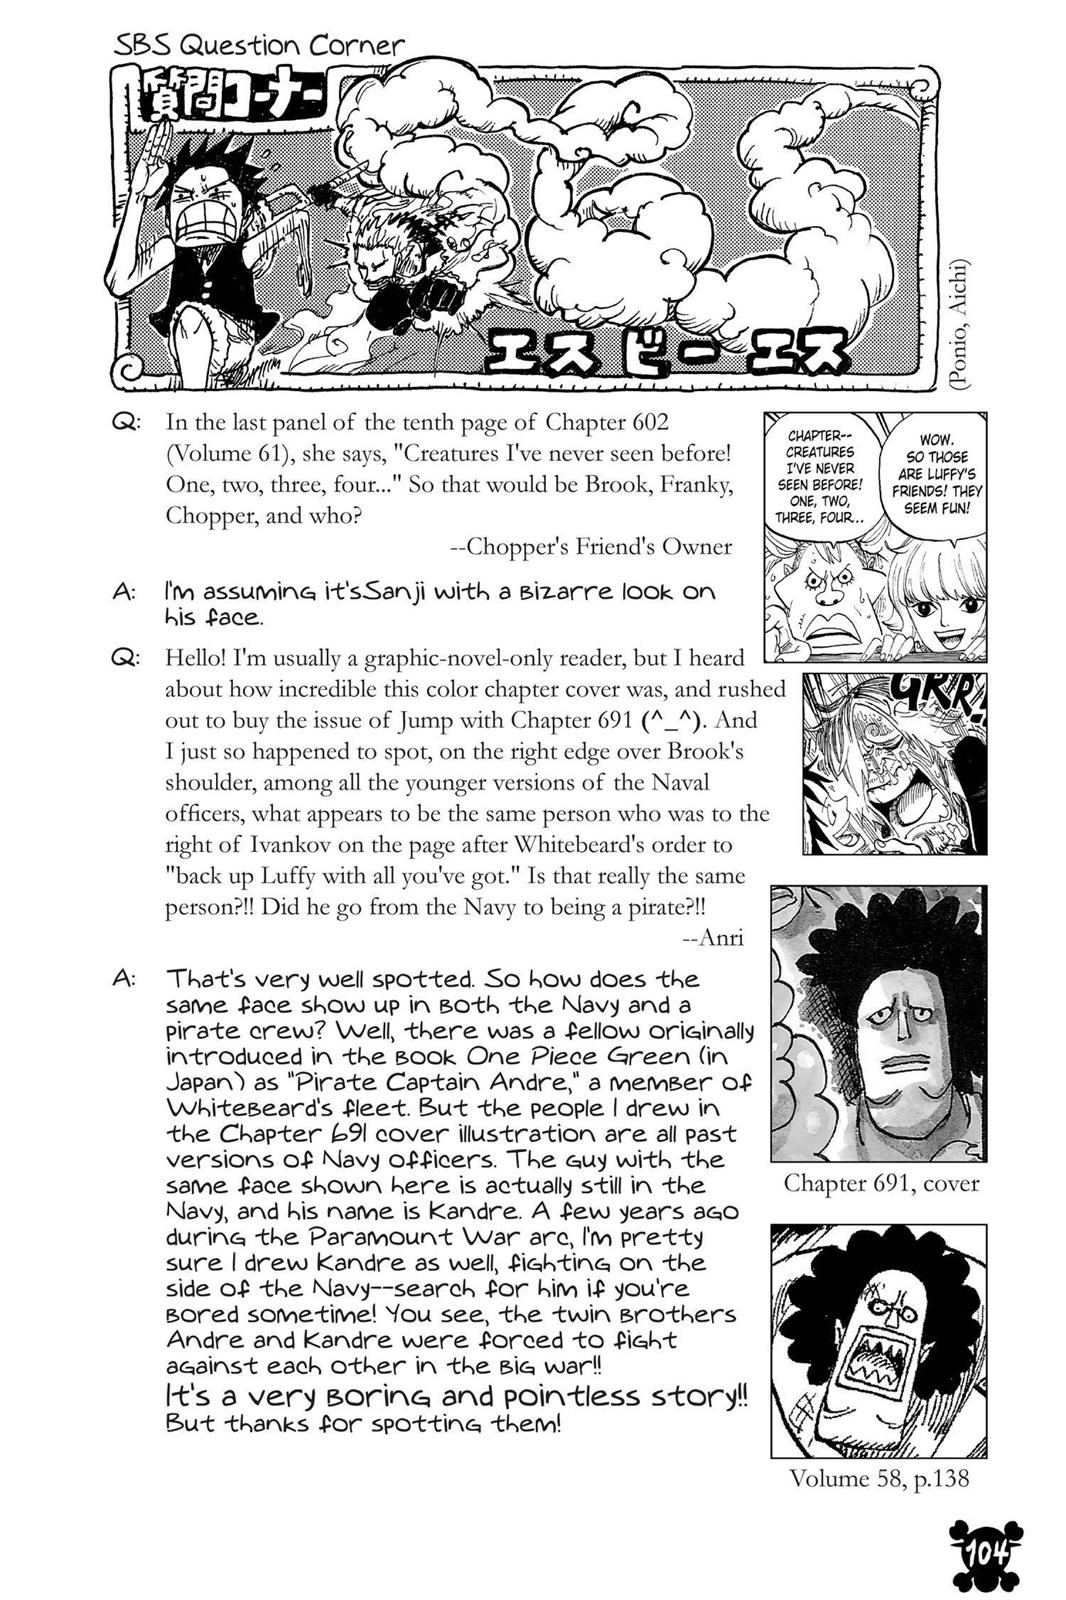 SBS Question Corner
質問コーナー
エス ビー エス
(Ponio, Aichi)
Q: In the last panel of the tenth page of Chapter 602
(Volume 61), she says, "Creatures I've never seen before!
One, two, three, four..." So that would be Brook, Franky,
Chopper, and who?
--Chopper's Friend's Owner
CHAPTER--
CREATURES
I'VE NEVER
SEEN BEFORE!
ONE, TWO,
THREE, FOUR...
WOW.
SO THOSE
ARE LUFFY'S
FRIENDS! THEY
SEEM FUN!
A: I'm assuming it'sSanji with a bizarre look on
his face.
Q: Hello! I'm usually a graphic-novel-only reader, but I heard
about how incredible this color chapter cover was, and rushed
out to buy the issue of Jump with Chapter 691 (^_^). And
I just so happened to spot, on the right edge over Brook's
shoulder, among all the younger versions of the Naval
officers, what appears to be the same person who was to the
right of Ivankov on the page after Whitebeard's order to
"back up Luffy with all you've got." Is that really the same
person?!! Did he go from the Navy to being a pirate?!!
--Anri
GRR!!
A: That's very well spotted. So how does the
same face show up in both the Navy and a
pirate crew? Well, there was a fellow originally
introduced in the book One Piece Green (in
Japan) as "Pirate Captain Andre," a member of
Whitebeard's fleet. But the people I drew in
the Chapter 691 cover illustration are all past
versions of Navy officers. The guy with the
same face shown here is actually still in the
Navy, and his name is Kandre. A few years ago
during the Paramount War arc, I'm pretty
sure I drew Kandre as well, fighting on the
side of the Navy--search for him if you're
bored sometime! You see, the twin brothers
Andre and Kandre were forced to fight
against each other in the big war!!
It's a very boring and pointless story!!
But thanks for spotting them!
Chapter 691, cover
Volume 58, p.138
104